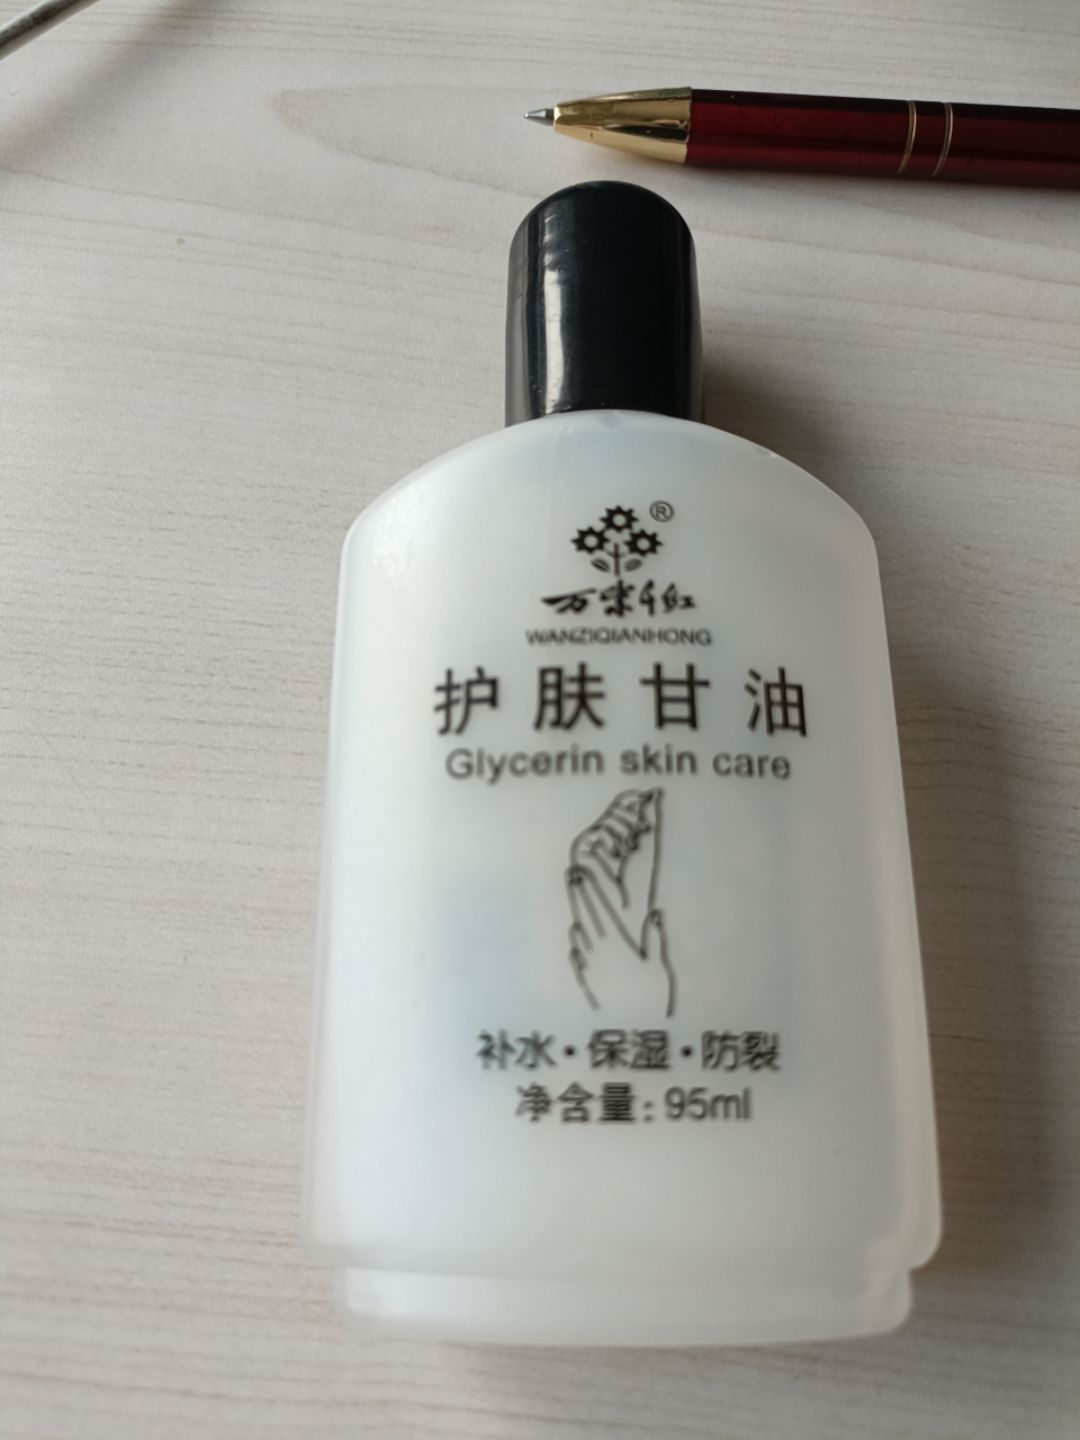 ®
万紫千红
WANZIQIANHONG
护肤甘油
Glycerin skin care
补水·保湿·防裂
净含量:95ml